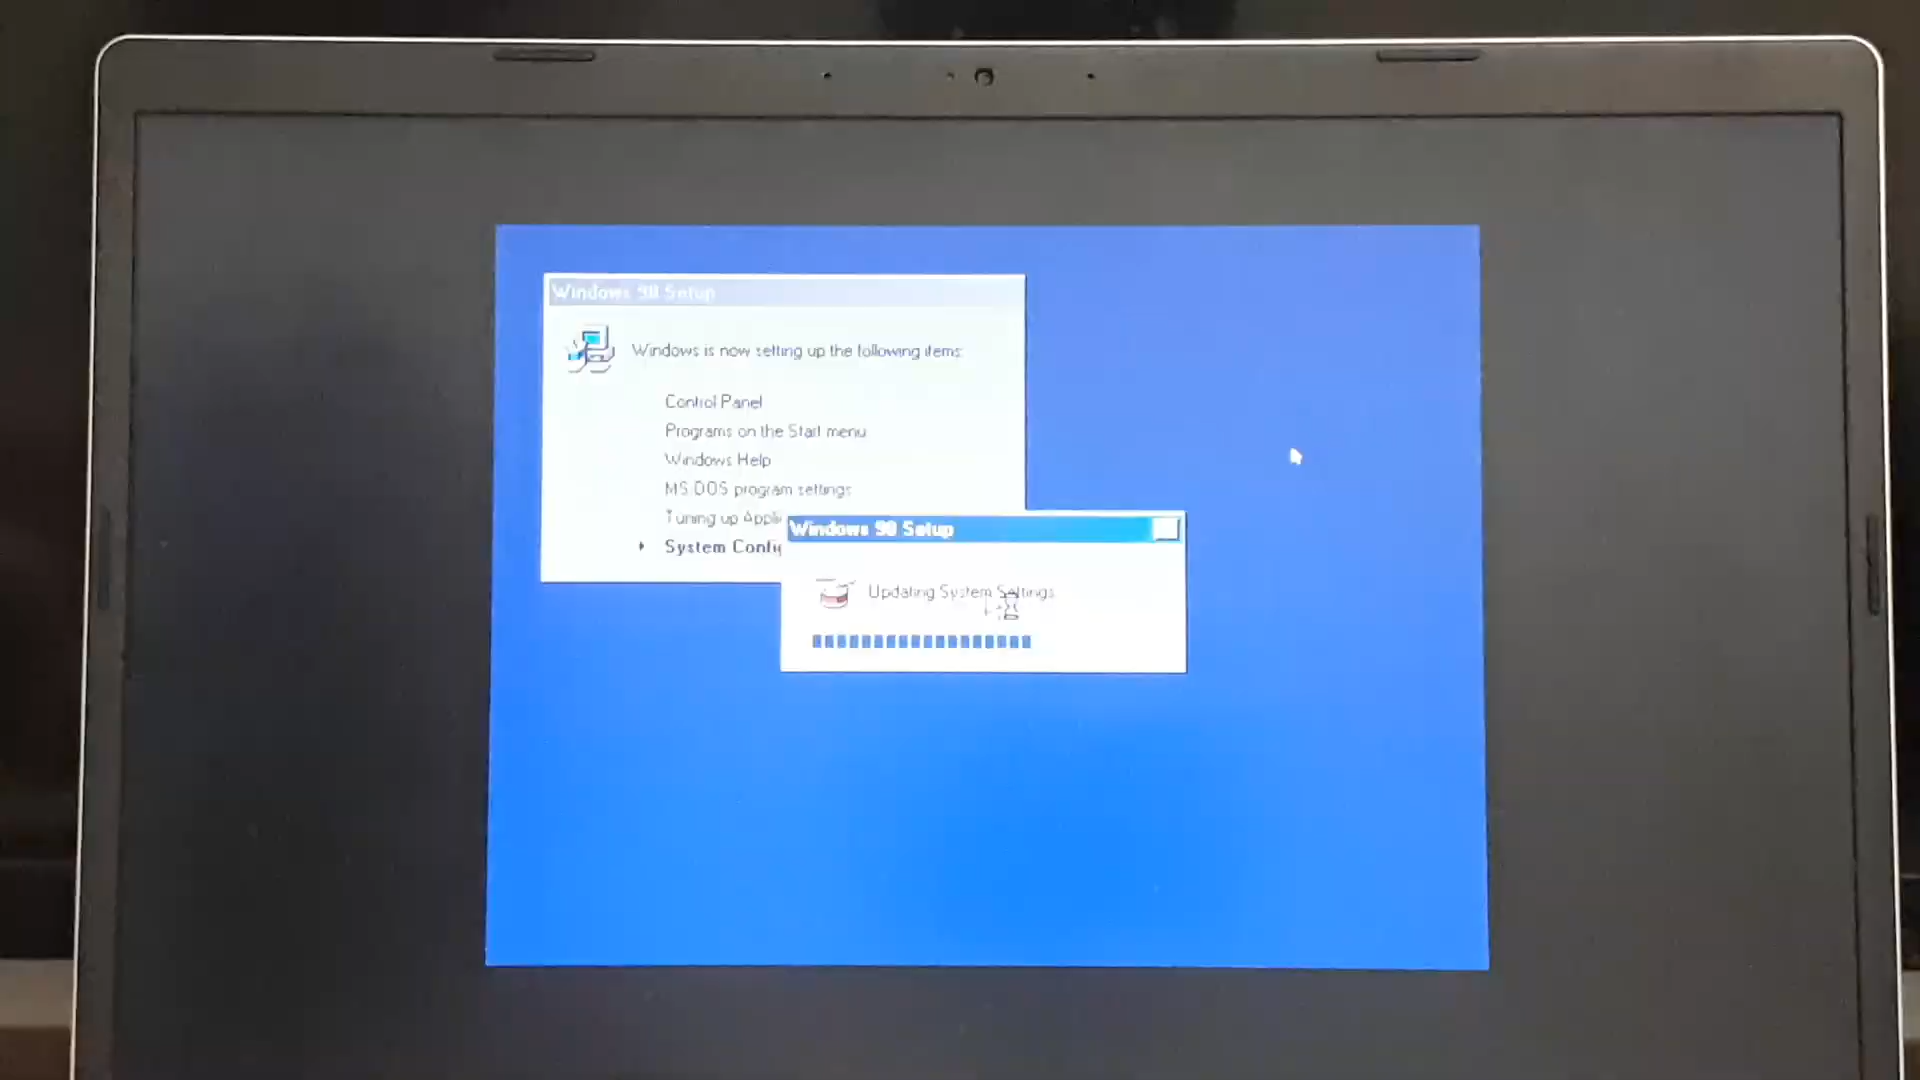 Windows 98 Setup
Windows is now setting up the following items:
Control Panel
Programs on the Start menu
Windows Help
MS-DOS program settings
Tuning up Appli
System Config
Windows 98 Setup
Updating System Settings